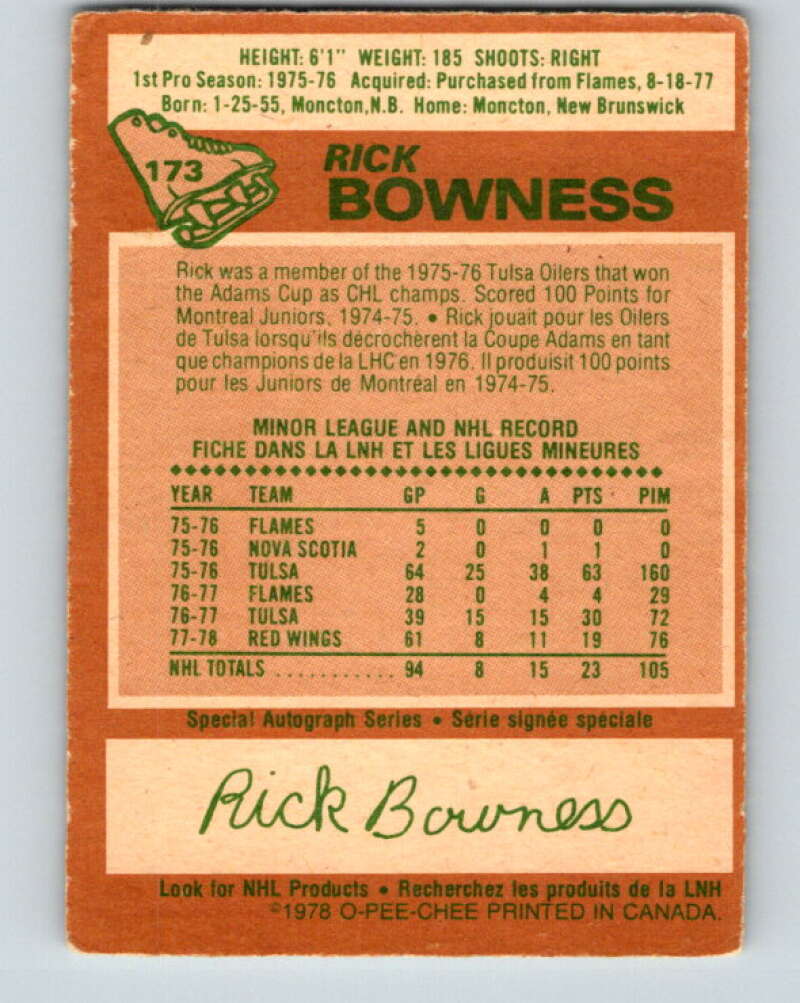 HEIGHT: 6'1" WEIGHT: 185 SHOOTS: RIGHT
1st Pro Season: 1975-76 Acquired: Purchased from Flames, 8-18-77
Born: 1-25-55, Moncton, N.B. Home: Moncton, New Brunswick
173
RICK
BOWNESS
Rick was a member of the 1975-76 Tulsa Oilers that won
the Adams Cup as CHL champs. Scored 100 Points for
Montreal Juniors, 1974-75. • Rick jouait pour les Oilers
de Tulsa lorsqu'ils décrochèrent la Coupe Adams en tant
que champions de la LHC en 1976. Il produisit 100 points
pour les Juniors de Montréal en 1974-75.
MINOR LEAGUE AND NHL RECORD
FICHE DANS LA LNH ET LES LIGUES MINEURES
YEAR TEAM GP G A PTS PIM
75-76 FLAMES 5 0 0 0 0
75-76 NOVA SCOTIA 2 0 1 1 0
75-76 TULSA 64 25 38 63 160
76-77 FLAMES 28 0 4 4 29
76-77 TULSA 39 15 15 30 72
77-78 RED WINGS 61 8 11 19 76
NHL TOTALS ........... 94 8 15 23 105
Special Autograph Series • Série signée spéciale
Rick Bowness
Look for NHL Products • Recherchez les produits de la LNH
©1978 O-PEE-CHEE PRINTED IN CANADA.